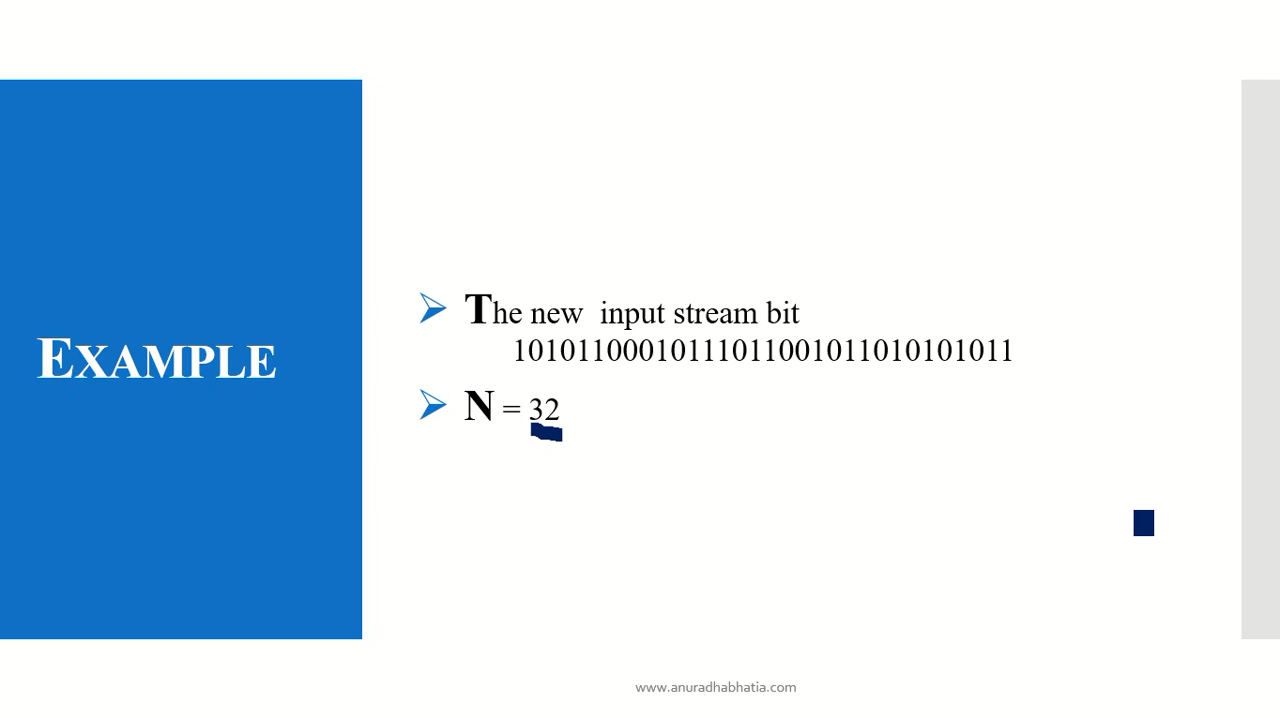 EXAMPLE
The new input stream bit
10101100010111011001011010101011
N = 32
www.anuradhabhatia.com